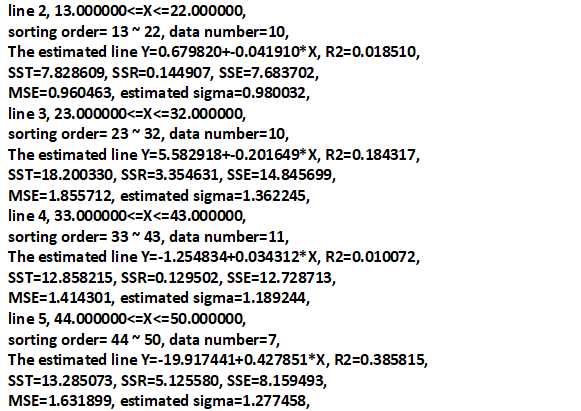 line 2, 13.000000<=X<=22.000000,
sorting order= 13 ~ 22, data number=10,
The estimated line Y=0.679820+-0.041910*X, R2=0.018510,
SST=7.828609, SSR=0.144907, SSE=7.683702,
MSE=0.960463, estimated sigma=0.980032,
line 3, 23.000000<=X<=32.000000,
sorting order= 23 ~ 32, data number=10,
The estimated line Y=5.582918+-0.201649*X, R2=0.184317,
SST=18.200330, SSR=3.354631, SSE=14.845699,
MSE=1.855712, estimated sigma=1.362245,
line 4, 33.000000<=X<=43.000000,
sorting order= 33 ~ 43, data number=11,
The estimated line Y=-1.254834+0.034312*X, R2=0.010072,
SST=12.858215, SSR=0.129502, SSE=12.728713,
MSE=1.414301, estimated sigma=1.189244,
line 5, 44.000000<=X<=50.000000,
sorting order= 44 ~ 50, data number=7,
The estimated line Y=-19.917441+0.427851*X, R2=0.385815,
SST=13.285073, SSR=5.125580, SSE=8.159493,
MSE=1.631899, estimated sigma=1.277458,